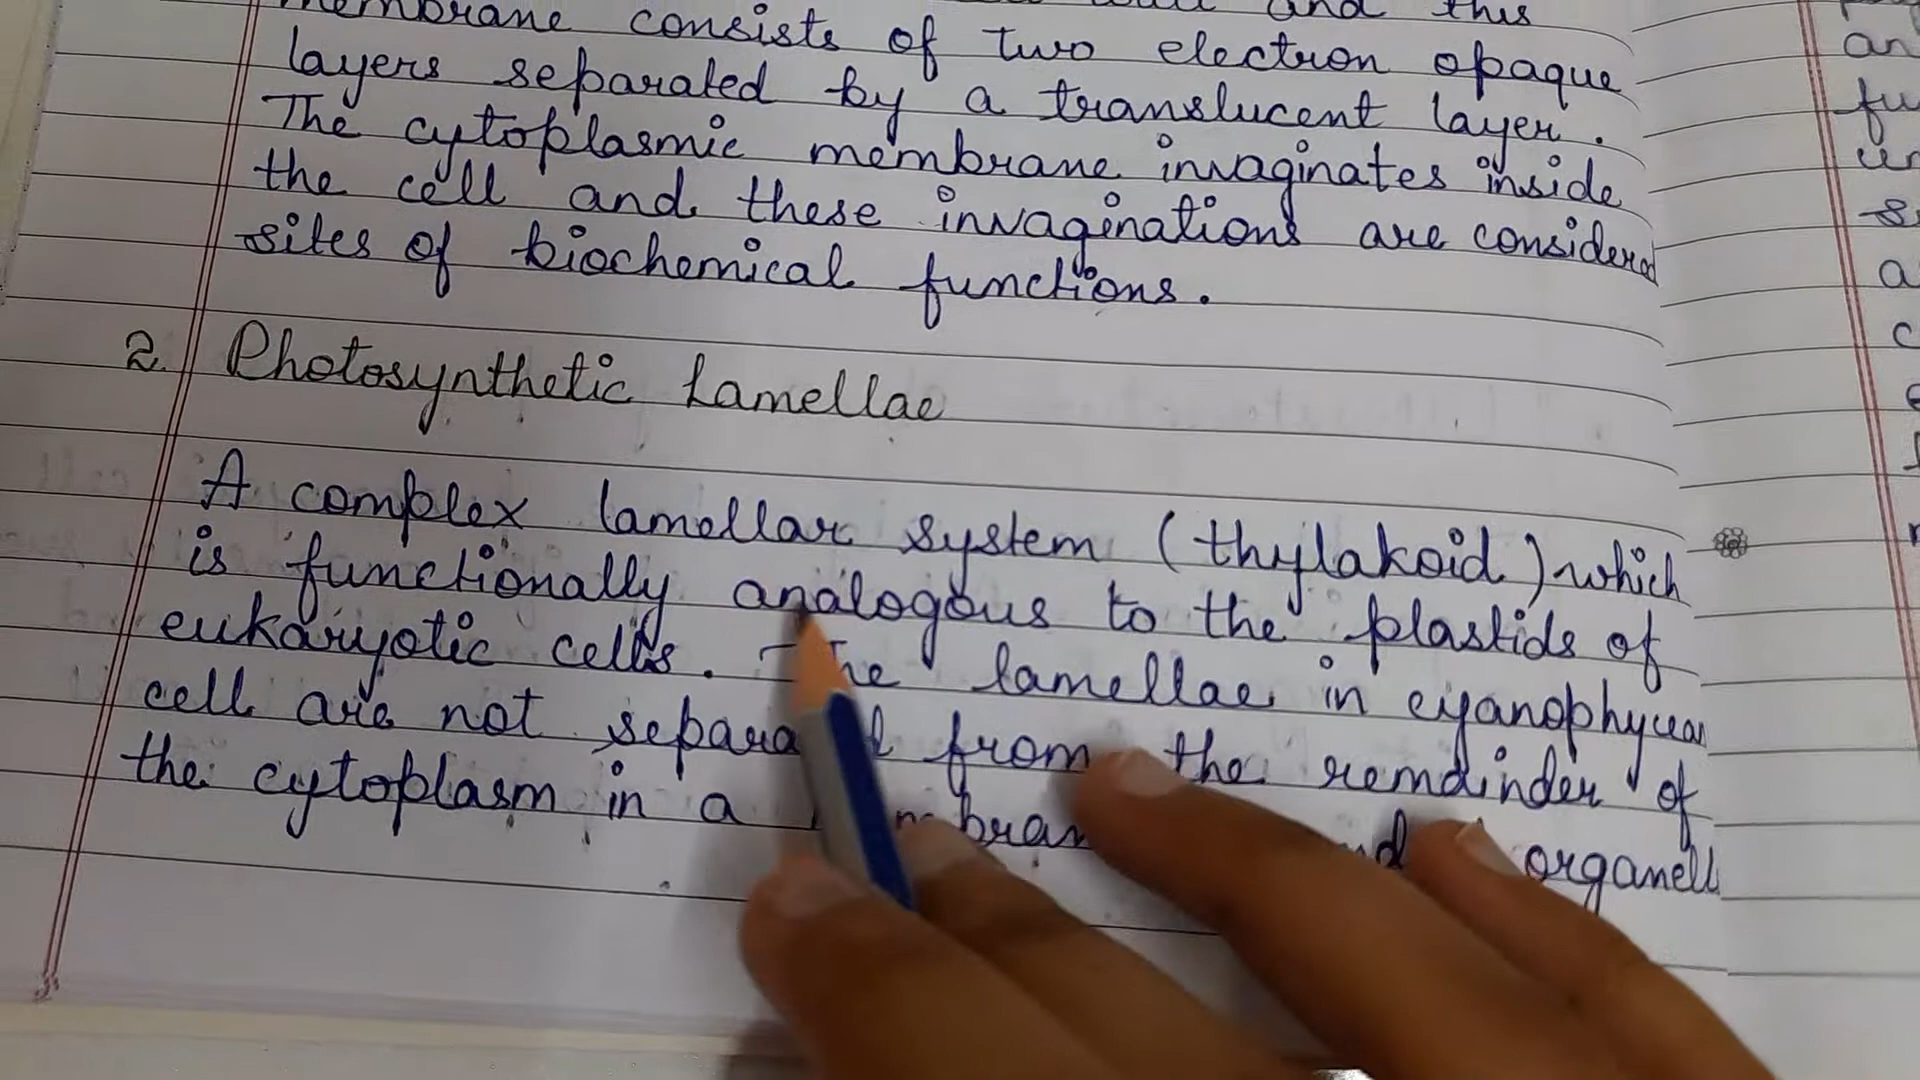 membrane consists of two electron opaque
layers separated by a translucent layer.
The cytoplasmic membrane invaginates inside
the cell and these invaginations are considered
sites of biochemical functions.
2. Photosynthetic Lamellae
A complex lamellar system (thylakoid) which
is functionally analogous to the plastids of
eukaryotic cells. The lamellae in cyanophycean
cell are not separated from the remainder of
the cytoplasm in a organell